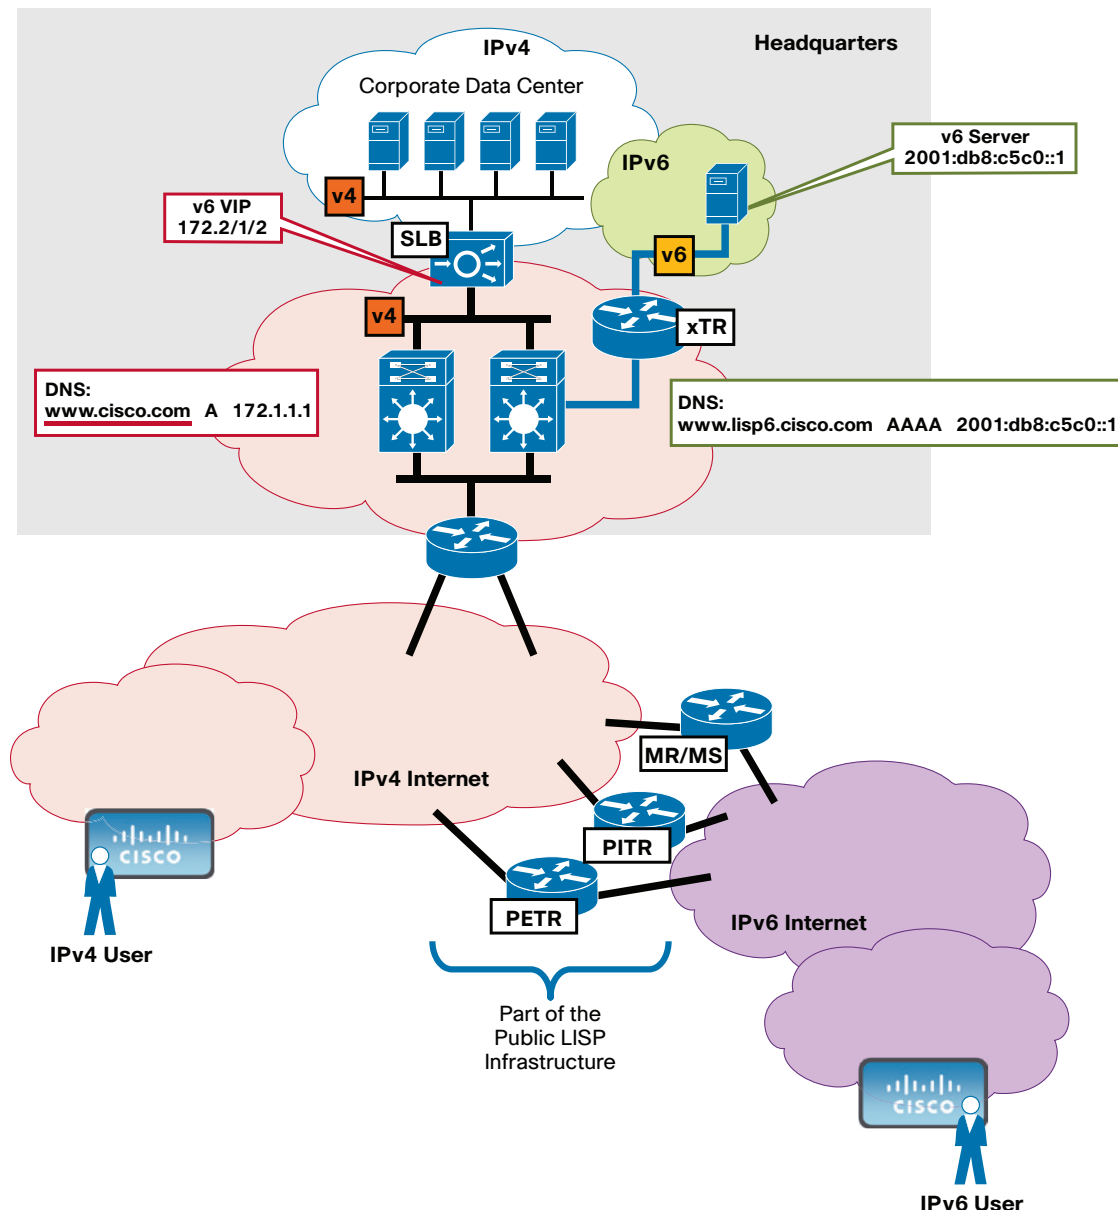 IPv4
Headquarters
Corporate Data Center
v6 Server
2001:db8:c5c0::1
IPv6
v4
v6 VIP
172.2/1/2
SLB
v6
v4
xTR
DNS:
www.cisco.com A 172.1.1.1
DNS:
www.lisp6.cisco.com AAAA 2001:db8:c5c0::1
MR/MS
IPv4 Internet
PITR
CISCO
PETR
IPv6 Internet
IPv4 User
Part of the
Public LISP
Infrastructure
CISCO
IPv6 User